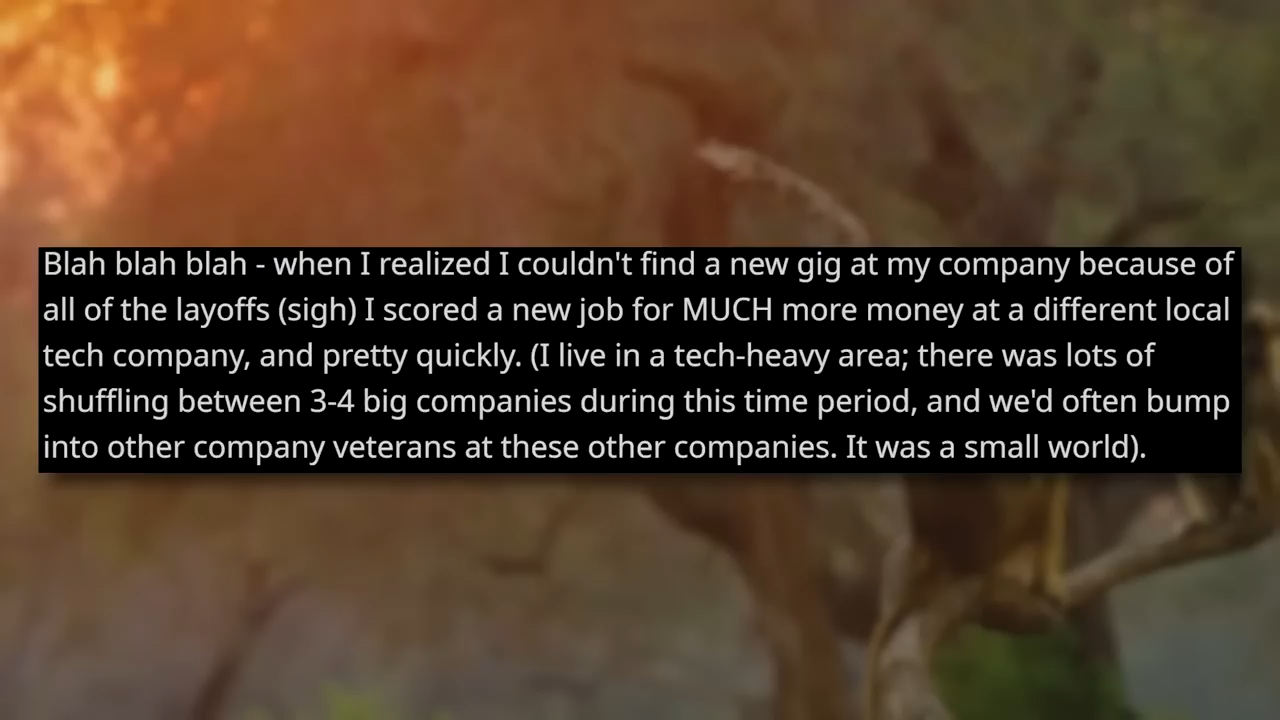 Blah blah blah - when I realized I couldn't find a new gig at my company because of
all of the layoffs (sigh) I scored a new job for MUCH more money at a different local
tech company, and pretty quickly. (I live in a tech-heavy area; there was lots of
shuffling between 3-4 big companies during this time period, and we'd often bump
into other company veterans at these other companies. It was a small world).